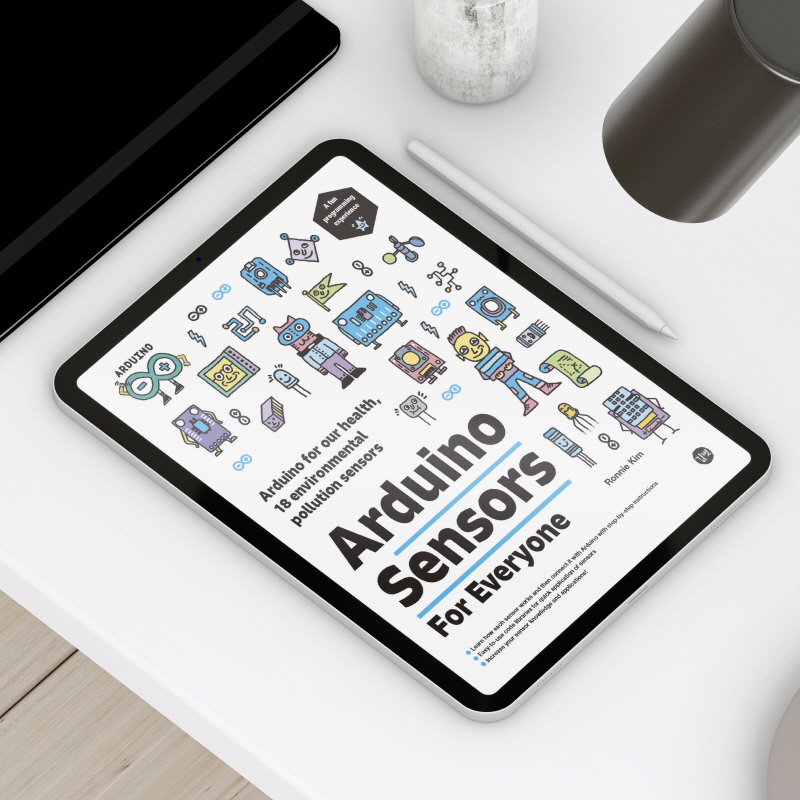 A fun
programming
experience
ARDUINO
Arduino for our health,
18 environmental
pollution sensors
Arduino
Sensors
For Everyone
Ronnie Kim
Learn how each sensor works and then connect it with Arduino with step-by-step instructions
Easy-to-use code libraries for quick application of sensors
Increase your sensor knowledge and applications!